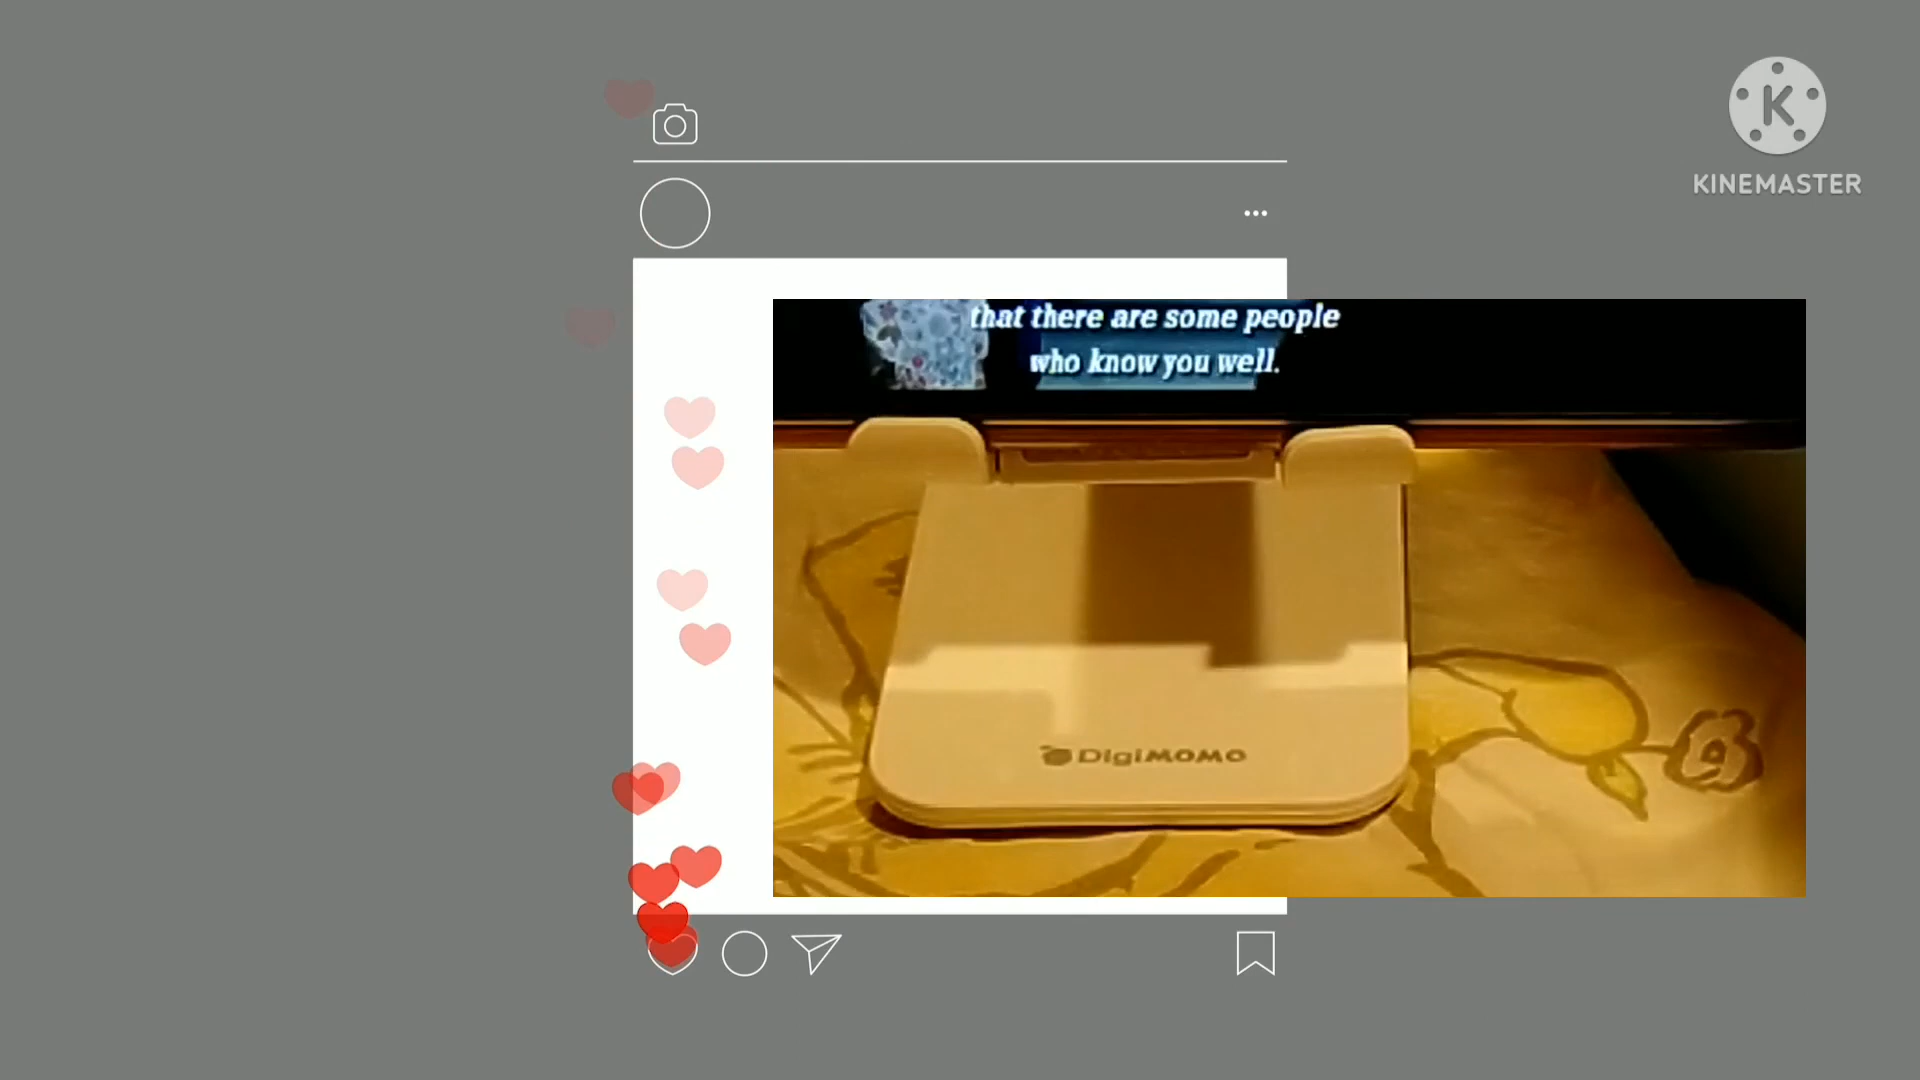 K
KINEMASTER
that there are some people
who know you well.
DigiMOMO